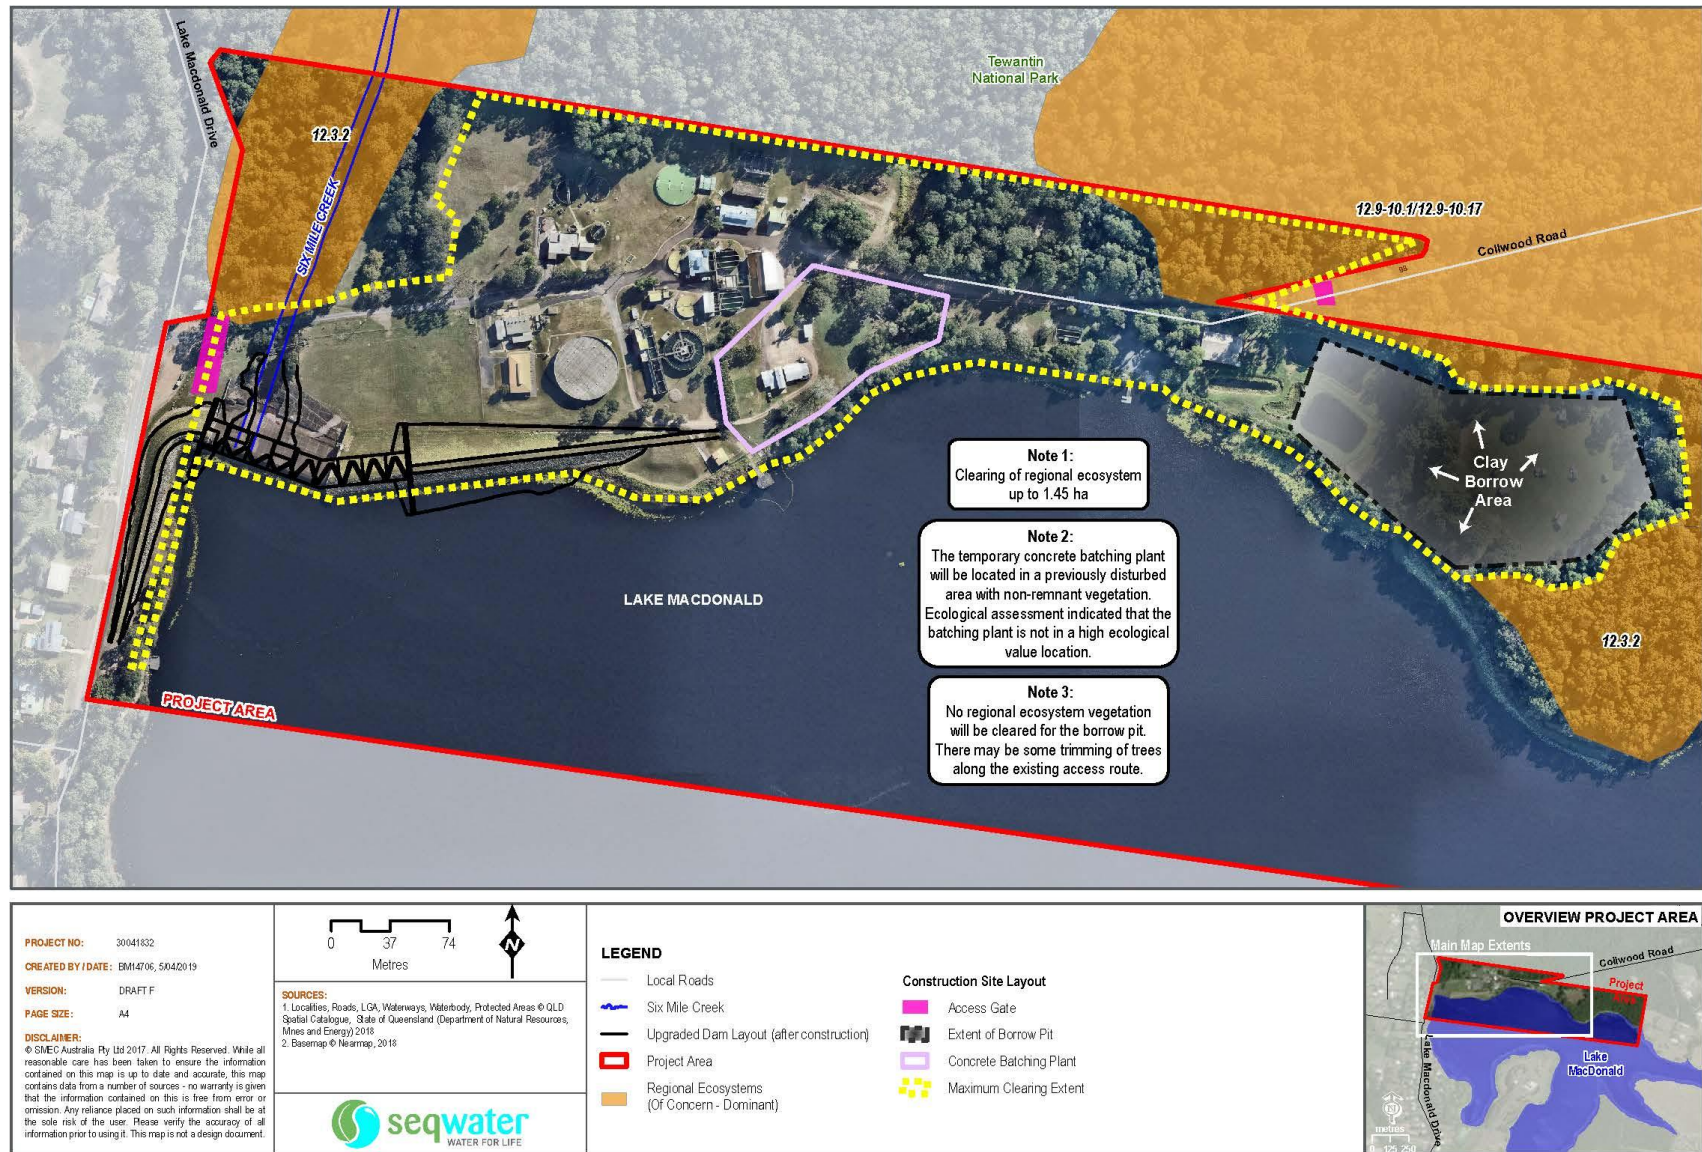 Lake Macdonald Drive
Tewantin
National Park
12.3.2
SIX MILE CREEK
12.9-10.1/12.9-10.17
Collwood Road
98
Clay
Borrow
Area
Note 1:
Clearing of regional ecosystem
up to 1.45 ha
Note 2:
The temporary concrete batching plant
will be located in a previously disturbed
area with non-remnant vegetation.
Ecological assessment indicated that the
batching plant is not in a high ecological
value location.
LAKE MACDONALD
12.3.2
Note 3:
No regional ecosystem vegetation
will be cleared for the borrow pit.
There may be some trimming of trees
along the existing access route.
PROJECT AREA
PROJECT NO: 30041832
CREATED BY / DATE: BM14706, 5/04/2019
VERSION: DRAFT F
PAGE SIZE: A4
DISCLAIMER:
© SMEC Australia Pty Ltd 2017. All Rights Reserved. While all
reasonable care has been taken to ensure the information
contained on this map is up to date and accurate, this map
contains data from a number of sources - no warranty is given
that the information contained on this is free from error or
omission. Any reliance placed on such information shall be at
the sole risk of the user. Please verify the accuracy of all
information prior to using it. This map is not a design document.
0 37 74
Metres
N
SOURCES:
1. Localities, Roads, LGA, Waterways, Waterbody, Protected Areas © QLD
Spatial Catalogue, State of Queensland (Department of Natural Resources,
Mines and Energy) 2018
2. Basemap © Nearmap, 2018
seqwater
WATER FOR LIFE
LEGEND
Local Roads
Six Mile Creek
Upgraded Dam Layout (after construction)
Project Area
Regional Ecosystems
(Of Concern - Dominant)
Construction Site Layout
Access Gate
Extent of Borrow Pit
Concrete Batching Plant
Maximum Clearing Extent
OVERVIEW PROJECT AREA
Main Map Extents
Collwood Road
Project
Area
Lake
MacDonald
Lake Macdonald Drive
N
metres
0 125 250